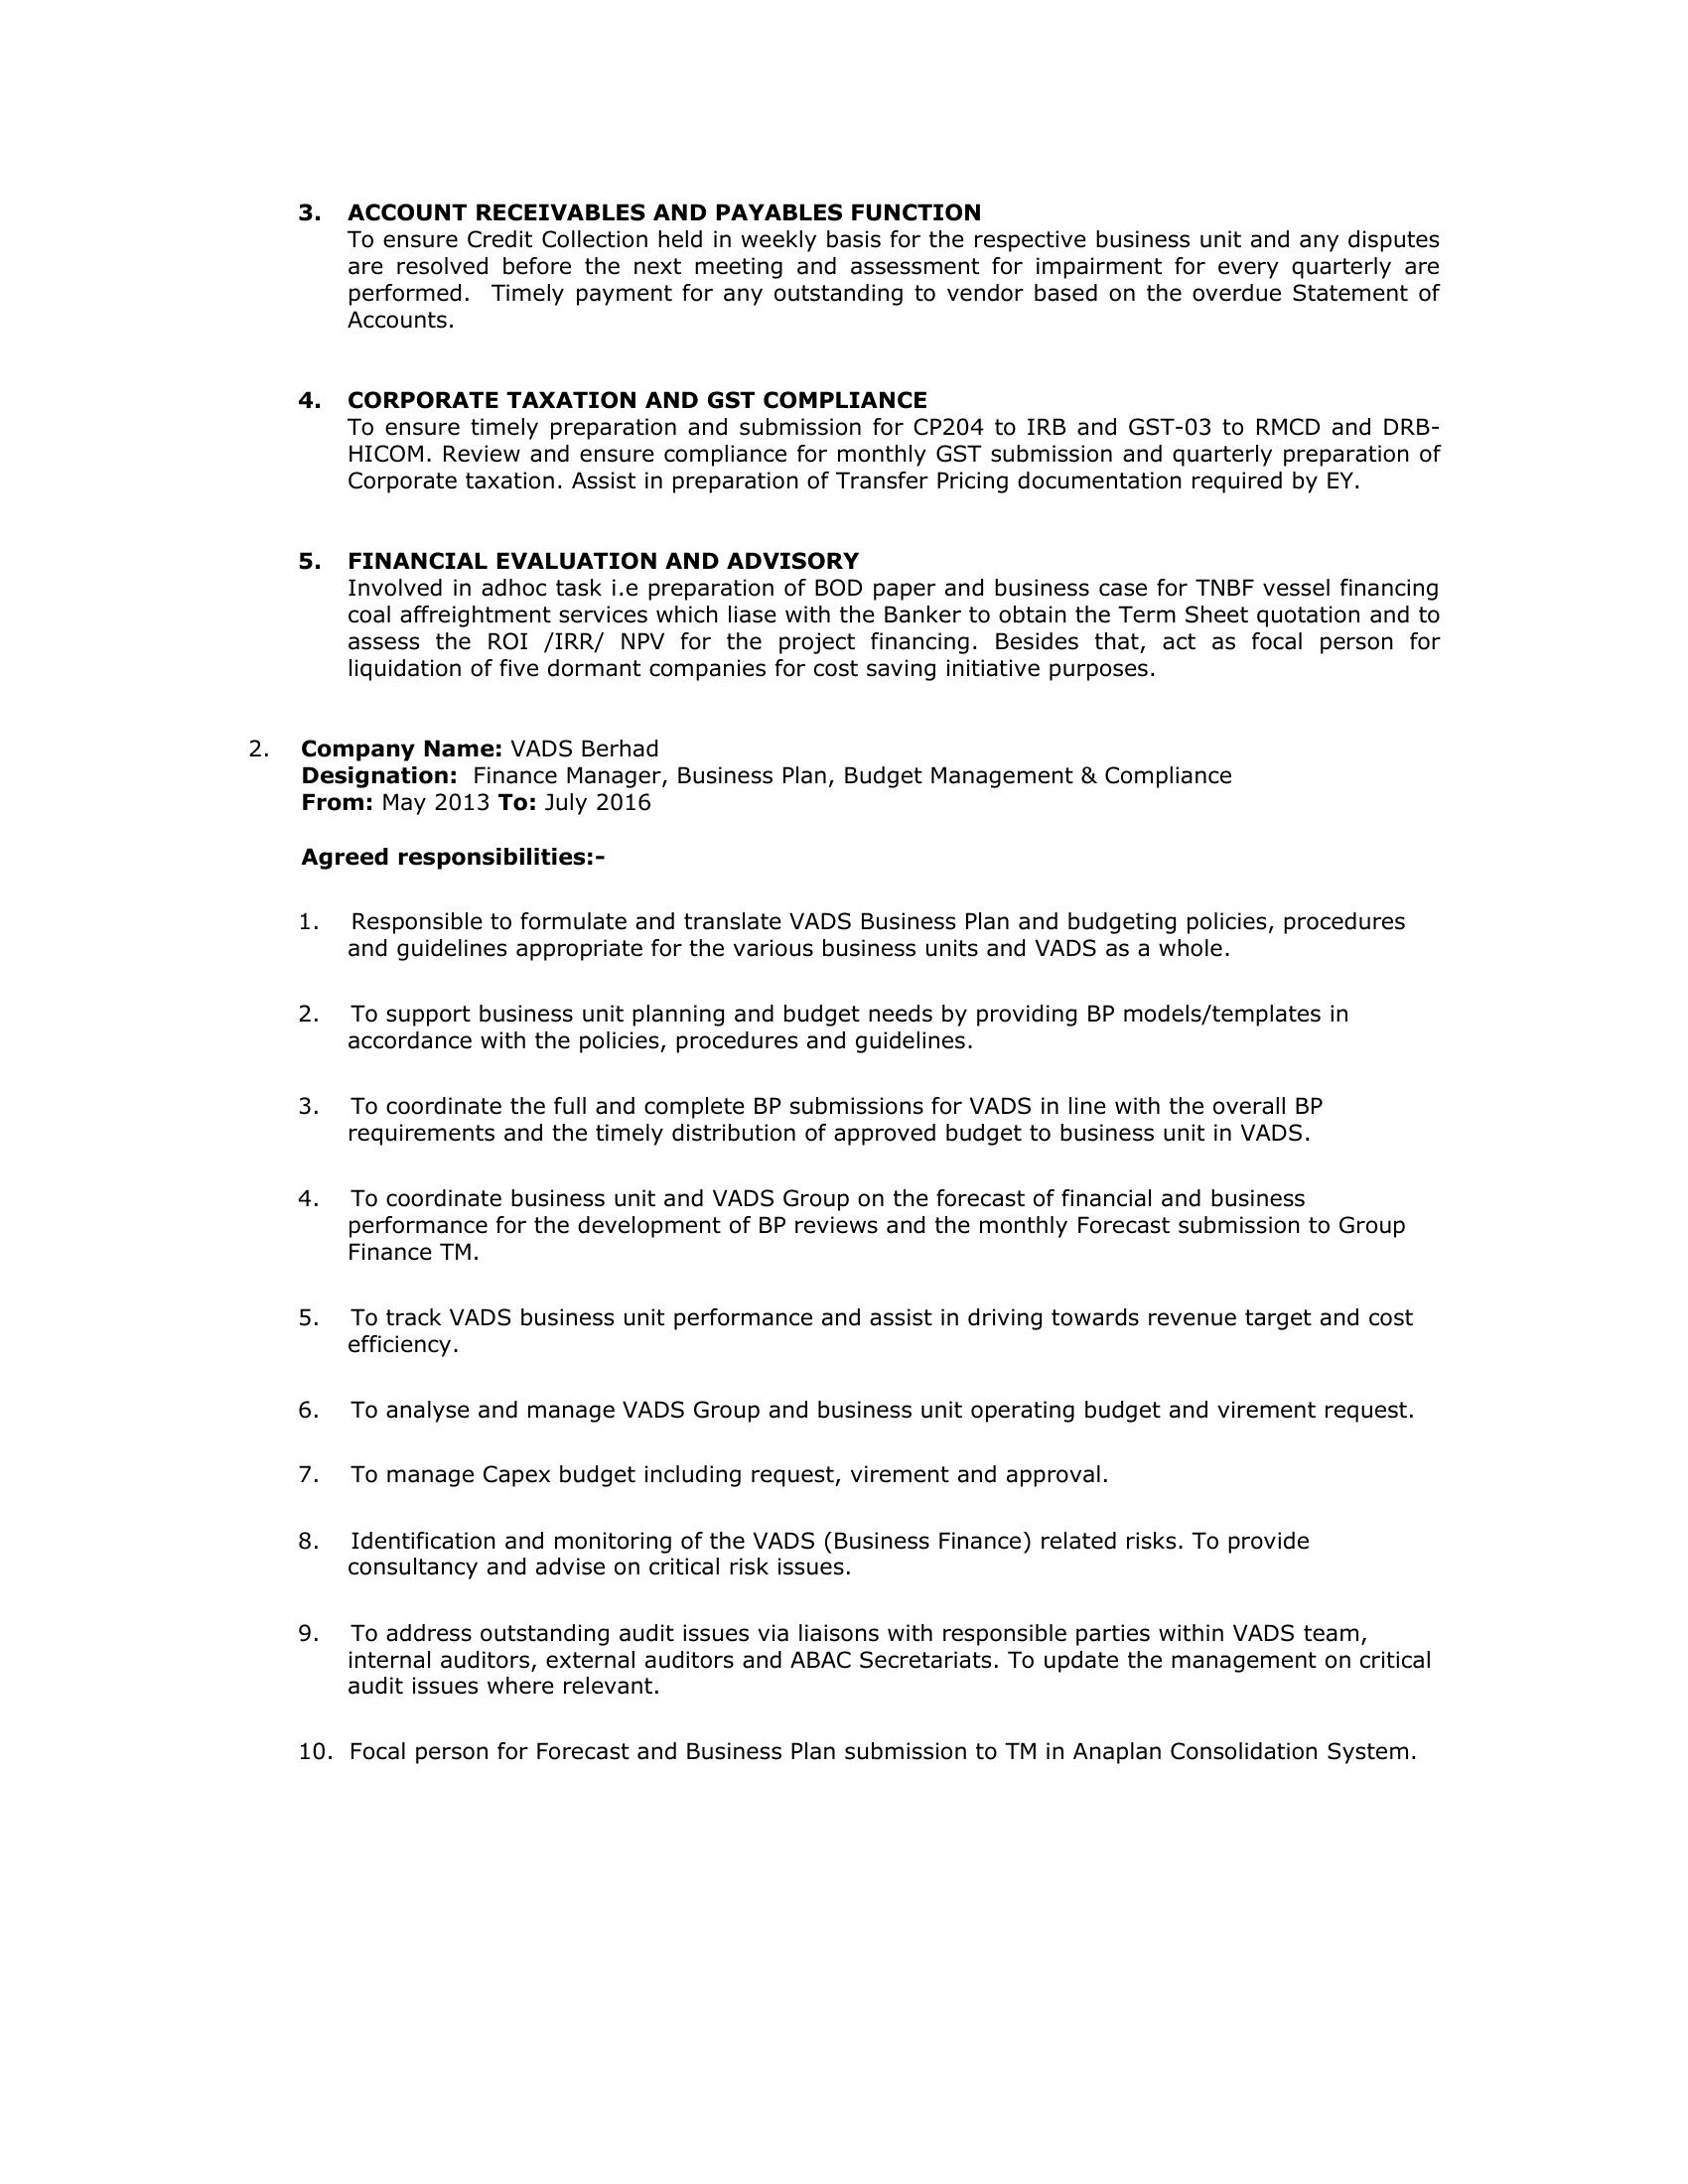 3. ACCOUNT RECEIVABLES AND PAYABLES FUNCTION
To ensure Credit Collection held in weekly basis for the respective business unit and any disputes
are resolved before the next meeting and assessment for impairment for every quarterly are
performed. Timely payment for any outstanding to vendor based on the overdue Statement of
Accounts.
4. CORPORATE TAXATION AND GST COMPLIANCE
To ensure timely preparation and submission for CP204 to IRB and GST-03 to RMCD and DRB-
HICOM. Review and ensure compliance for monthly GST submission and quarterly preparation of
Corporate taxation. Assist in preparation of Transfer Pricing documentation required by EY.
5. FINANCIAL EVALUATION AND ADVISORY
Involved in adhoc task i.e preparation of BOD paper and business case for TNBF vessel financing
coal affreightment services which liase with the Banker to obtain the Term Sheet quotation and to
assess the ROI /IRR/ NPV for the project financing. Besides that, act as focal person for
liquidation of five dormant companies for cost saving initiative purposes.
2. Company Name: VADS Berhad
Designation: Finance Manager, Business Plan, Budget Management & Compliance
From: May 2013 To: July 2016
Agreed responsibilities:-
1. Responsible to formulate and translate VADS Business Plan and budgeting policies, procedures
and guidelines appropriate for the various business units and VADS as a whole.
2. To support business unit planning and budget needs by providing BP models/templates in
accordance with the policies, procedures and guidelines.
3. To coordinate the full and complete BP submissions for VADS in line with the overall BP
requirements and the timely distribution of approved budget to business unit in VADS.
4. To coordinate business unit and VADS Group on the forecast of financial and business
performance for the development of BP reviews and the monthly Forecast submission to Group
Finance TM.
5. To track VADS business unit performance and assist in driving towards revenue target and cost
efficiency.
6. To analyse and manage VADS Group and business unit operating budget and virement request.
7. To manage Capex budget including request, virement and approval.
8. Identification and monitoring of the VADS (Business Finance) related risks. To provide
consultancy and advise on critical risk issues.
9. To address outstanding audit issues via liaisons with responsible parties within VADS team,
internal auditors, external auditors and ABAC Secretariats. To update the management on critical
audit issues where relevant.
10. Focal person for Forecast and Business Plan submission to TM in Anaplan Consolidation System.